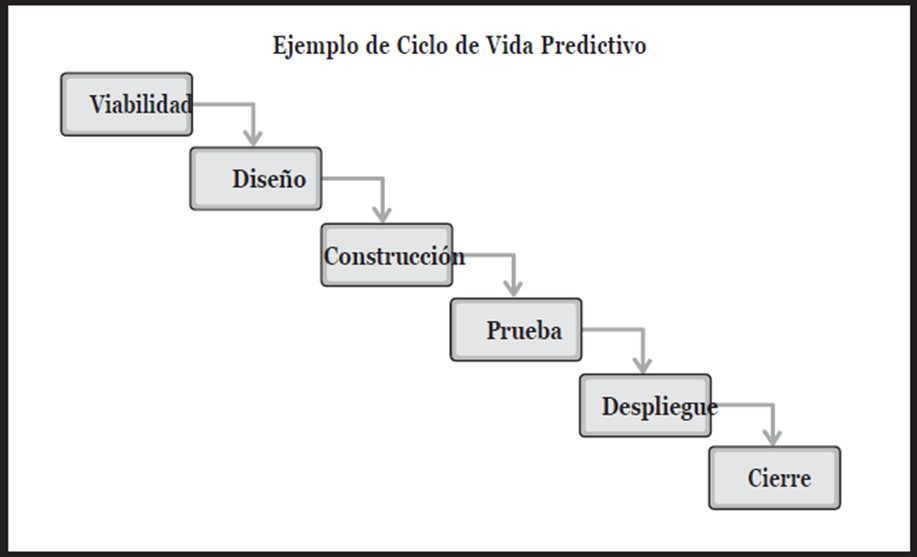 Ejemplo de Ciclo de Vida Predictivo
Viabilidad
Diseño
Construcción
Prueba
Despliegue
Cierre